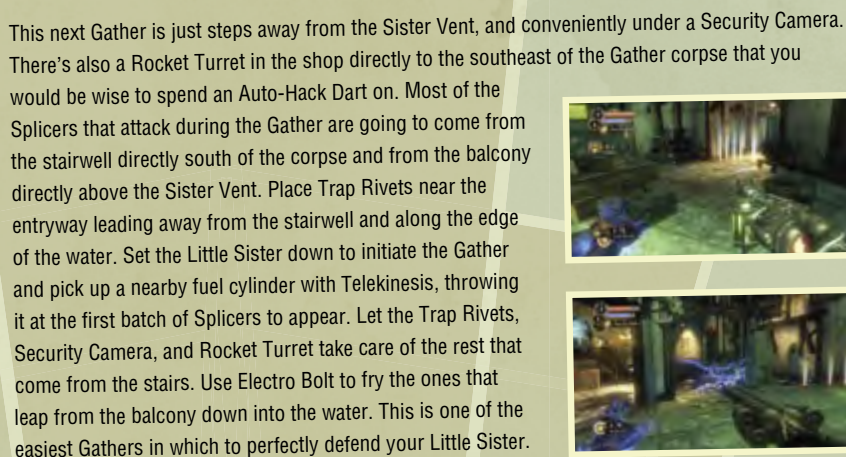 This next Gather is just steps away from the Sister Vent, and conveniently under a Security Camera.
There's also a Rocket Turret in the shop directly to the southeast of the Gather corpse that you
would be wise to spend an Auto-Hack Dart on. Most of the
Splicers that attack during the Gather are going to come from
the stairwell directly south of the corpse and from the balcony
directly above the Sister Vent. Place Trap Rivets near the
entryway leading away from the stairwell and along the edge
of the water. Set the Little Sister down to initiate the Gather
and pick up a nearby fuel cylinder with Telekinesis, throwing
it at the first batch of Splicers to appear. Let the Trap Rivets,
Security Camera, and Rocket Turret take care of the rest that
come from the stairs. Use Electro Bolt to fry the ones that
leap from the balcony down into the water. This is one of the
easiest Gathers in which to perfectly defend your Little Sister.